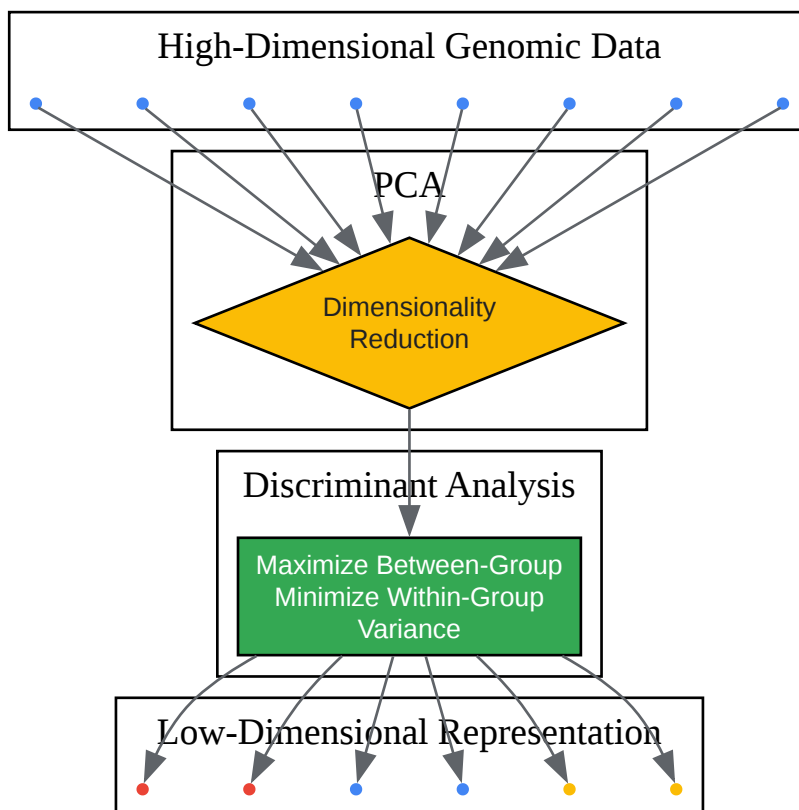 High-Dimensional Genomic Data
PCA
Dimensionality
Reduction
Discriminant Analysis
Maximize Between-Group
Minimize Within-Group
Variance
Low-Dimensional Representation